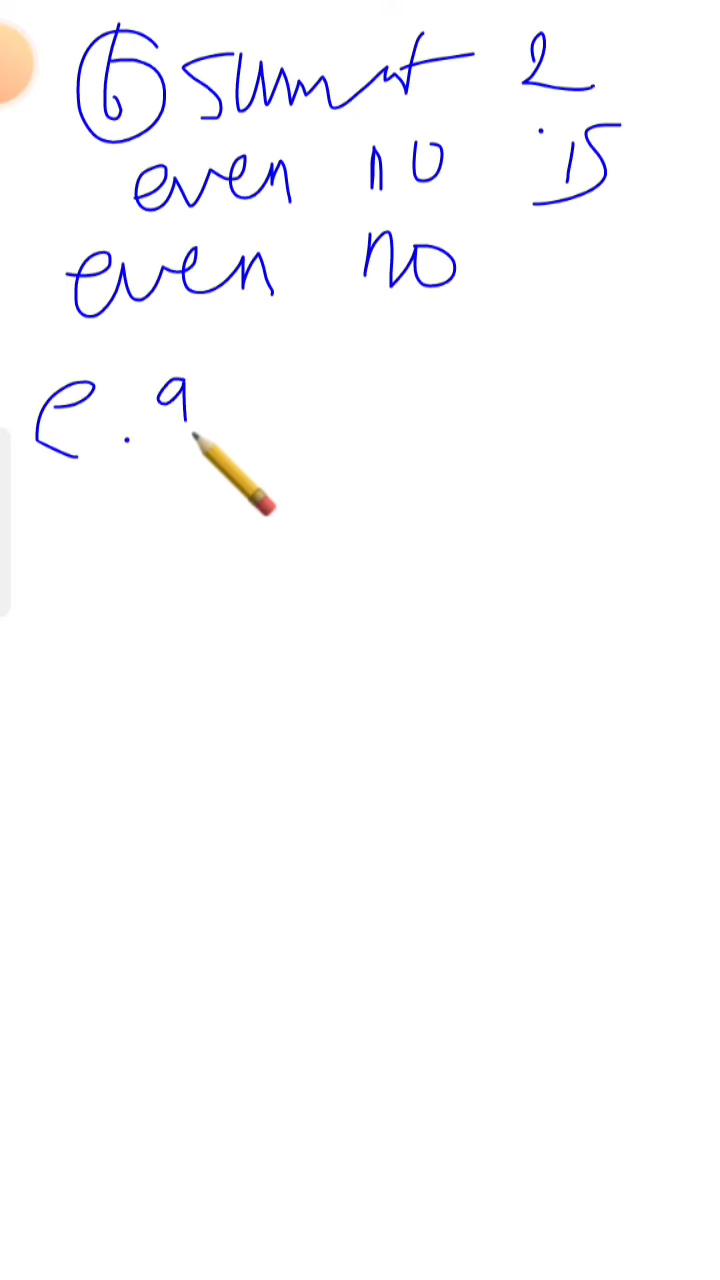 ⑥ sum of 2
even no is
even no
e.g